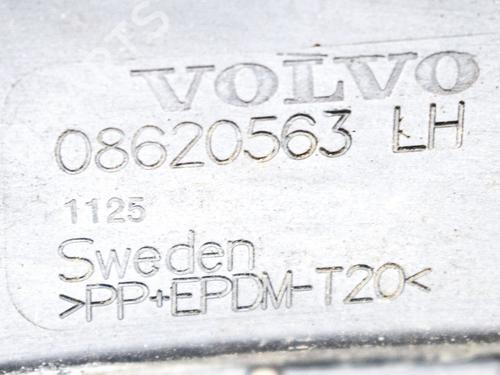 VOLVO
08620563 LH
1125
Sweden
>PP+EPDM-T20<